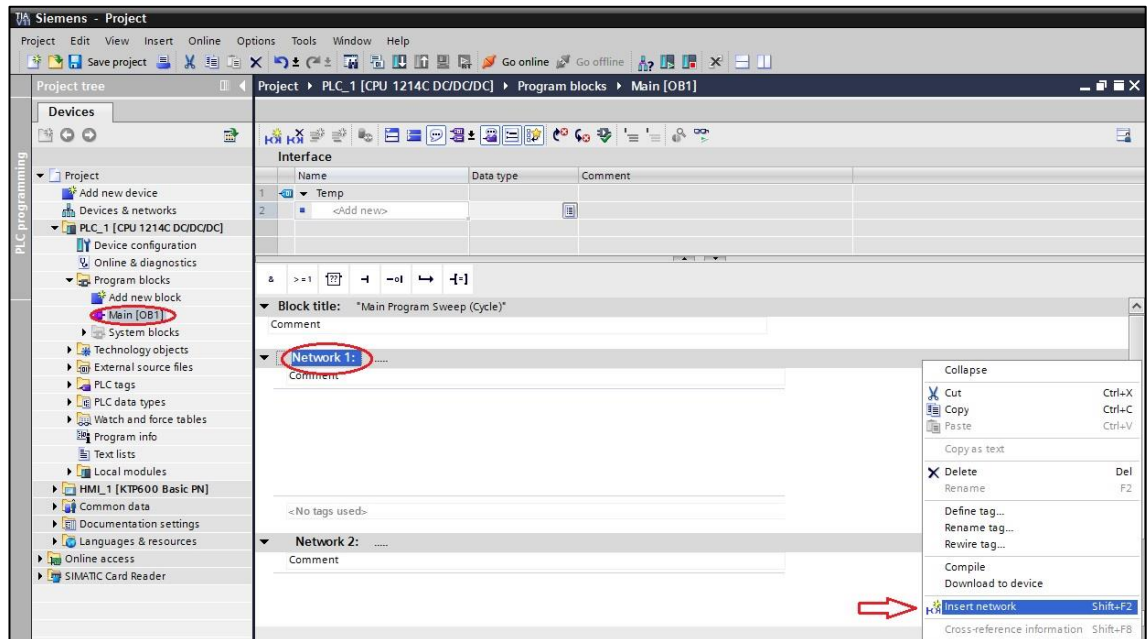 Siemens - Project
Project Edit View Insert Online Options Tools Window Help
Save project Go online Go offline
Project tree
Project PLC_1 [CPU 1214C DC/DC/DC] Program blocks Main [OB1]
Devices
PLC programming
Project
Add new device
Devices & networks
PLC_1 [CPU 1214C DC/DC/DC]
Device configuration
Online & diagnostics
Program blocks
Add new block
Main [OB1]
System blocks
Technology objects
External source files
PLC tags
PLC data types
Watch and force tables
Program info
Text lists
Local modules
HMI_1 [KTP600 Basic PN]
Common data
Documentation settings
Languages & resources
Online access
SIMATIC Card Reader
Interface
Name Data type Comment
1 Temp
2 <Add new>
& >=1 ?? -o| -[=]
Block title: "Main Program Sweep (Cycle)"
Comment
Network 1: .....
Comment
<No tags used>
Network 2: .....
Comment
Collapse
Cut Ctrl+X
Copy Ctrl+C
Paste Ctrl+V
Copy as text
Delete Del
Rename F2
Define tag...
Rename tag...
Rewire tag...
Compile
Download to device
Insert network Shift+F2
Cross-reference information Shift+F8